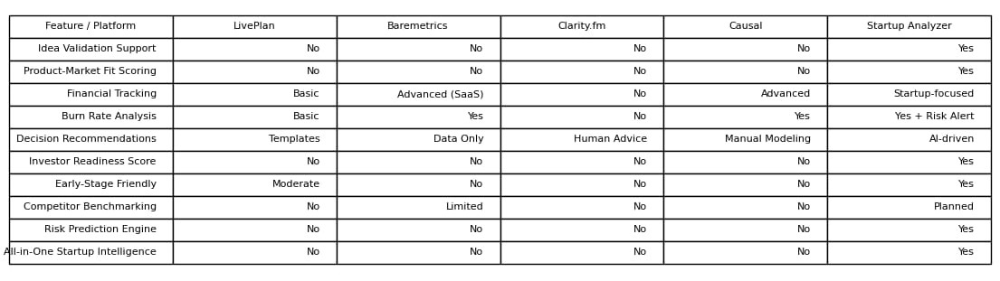 Feature / Platform LivePlan Baremetrics Clarity.fm Causal Startup Analyzer
Idea Validation Support No No No No Yes
Product-Market Fit Scoring No No No No Yes
Financial Tracking Basic Advanced (SaaS) No Advanced Startup-focused
Burn Rate Analysis Basic Yes No Yes Yes + Risk Alert
Decision Recommendations Templates Data Only Human Advice Manual Modeling AI-driven
Investor Readiness Score No No No No Yes
Early-Stage Friendly Moderate No No No Yes
Competitor Benchmarking No Limited No No Planned
Risk Prediction Engine No No No No Yes
All-in-One Startup Intelligence No No No No Yes